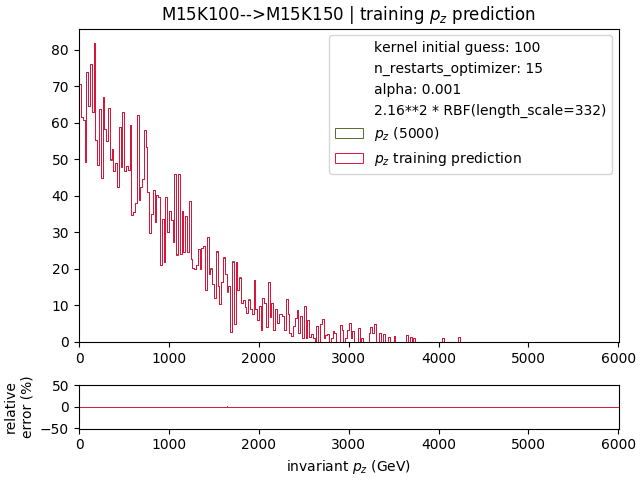 M15K100-->M15K150 | training p_z prediction
kernel initial guess: 100
n_restarts_optimizer: 15
alpha: 0.001
2.16**2 * RBF(length_scale=332)
p_z (5000)
p_z training prediction
80
70
60
50
40
30
20
10
0
0 1000 2000 3000 4000 5000 6000
relative
error (%)
50
0
−50
0 1000 2000 3000 4000 5000 6000
invariant p_z (GeV)